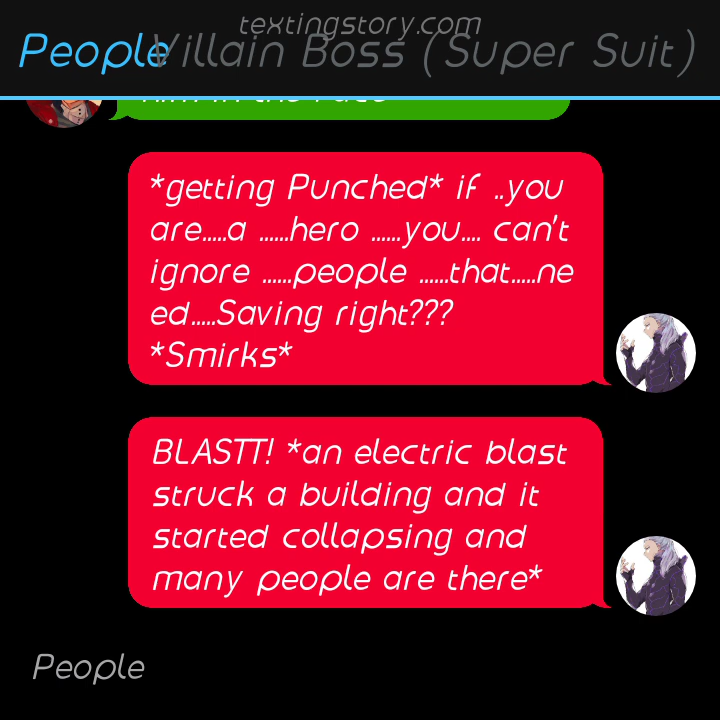 textingstory.com
People
Villain Boss (Super Suit)
*getting Punched* if ..you
are.....a ......hero ......you.... can't
ignore ......people ......that.....ne
ed.....Saving right???
*Smirks*
BLASTT! *an electric blast
struck a building and it
started collapsing and
many people are there*
People